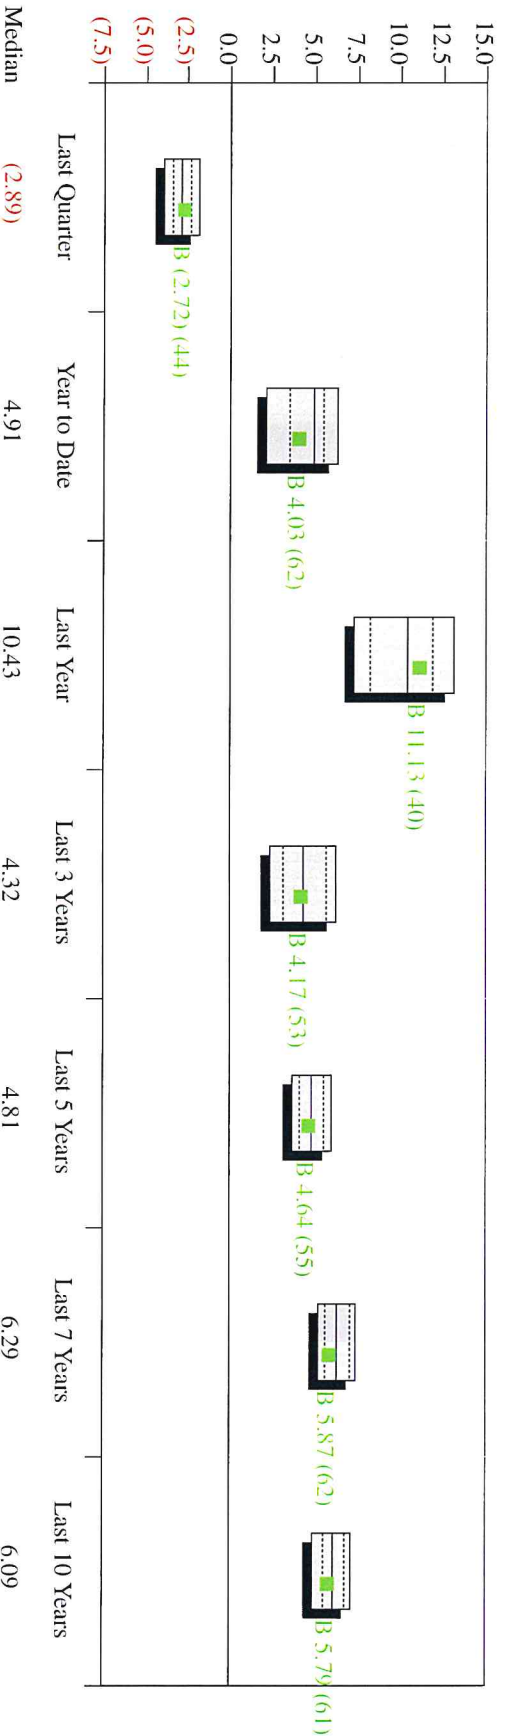 15.0
12.5
10.0
7.5
5.0
2.5
0.0
(2.5)
(5.0)
(7.5)
B (2.72) (44)
B 4.03 (62)
B 11.13 (40)
B 4.17 (53)
B 4.64 (55)
B 5.87 (62)
B 5.79 (61)
Last Quarter Year to Date Last Year Last 3 Years Last 5 Years Last 7 Years Last 10 Years
Median (2.89) 4.91 10.43 4.32 4.81 6.29 6.09